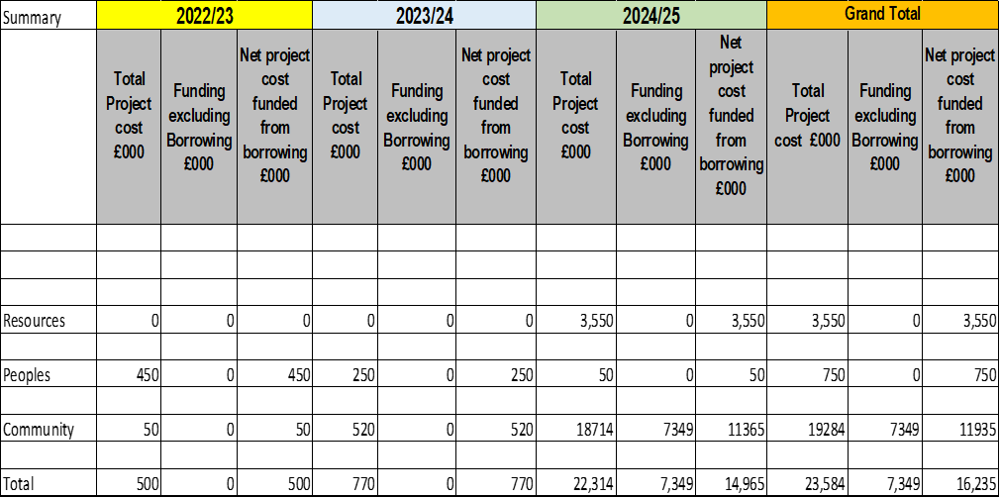 Summary 2022/23 2023/24 2024/25 Grand Total
Total Project cost £000 Funding excluding Borrowing £000 Net project cost funded from borrowing £000 Total Project cost £000 Funding excluding Borrowing £000 Net project cost funded from borrowing £000 Total Project cost £000 Funding excluding Borrowing £000 Net project cost funded from borrowing £000 Total Project cost £000 Funding excluding Borrowing £000 Net project cost funded from borrowing £000
Resources 0 0 0 0 0 0 3,550 0 3,550 3,550 0 3,550
Peoples 450 0 450 250 0 250 50 0 50 750 0 750
Community 50 0 50 520 0 520 18714 7349 11365 19284 7349 11935
Total 500 0 500 770 0 770 22,314 7,349 14,965 23,584 7,349 16,235